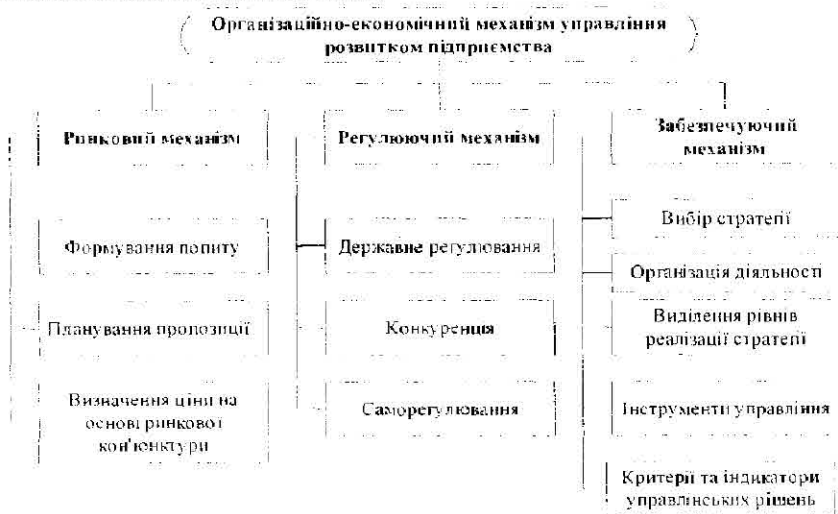 Організаційно-економічний механізм управління
розвитком підприємства
Ринковий механізм
Формування попиту
Планування пропозиції
Визначення ціни на
основі ринкової
кон'юнктури
Регулюючий механізм
Державне регулювання
Конкуренція
Саморегулювання
Забезпечуючий
механізм
Вибір стратегії
Організація діяльності
Виділення рівнів
реалізації стратегії
Інструменти управління
Критерії та індикатори
управлінських рішень